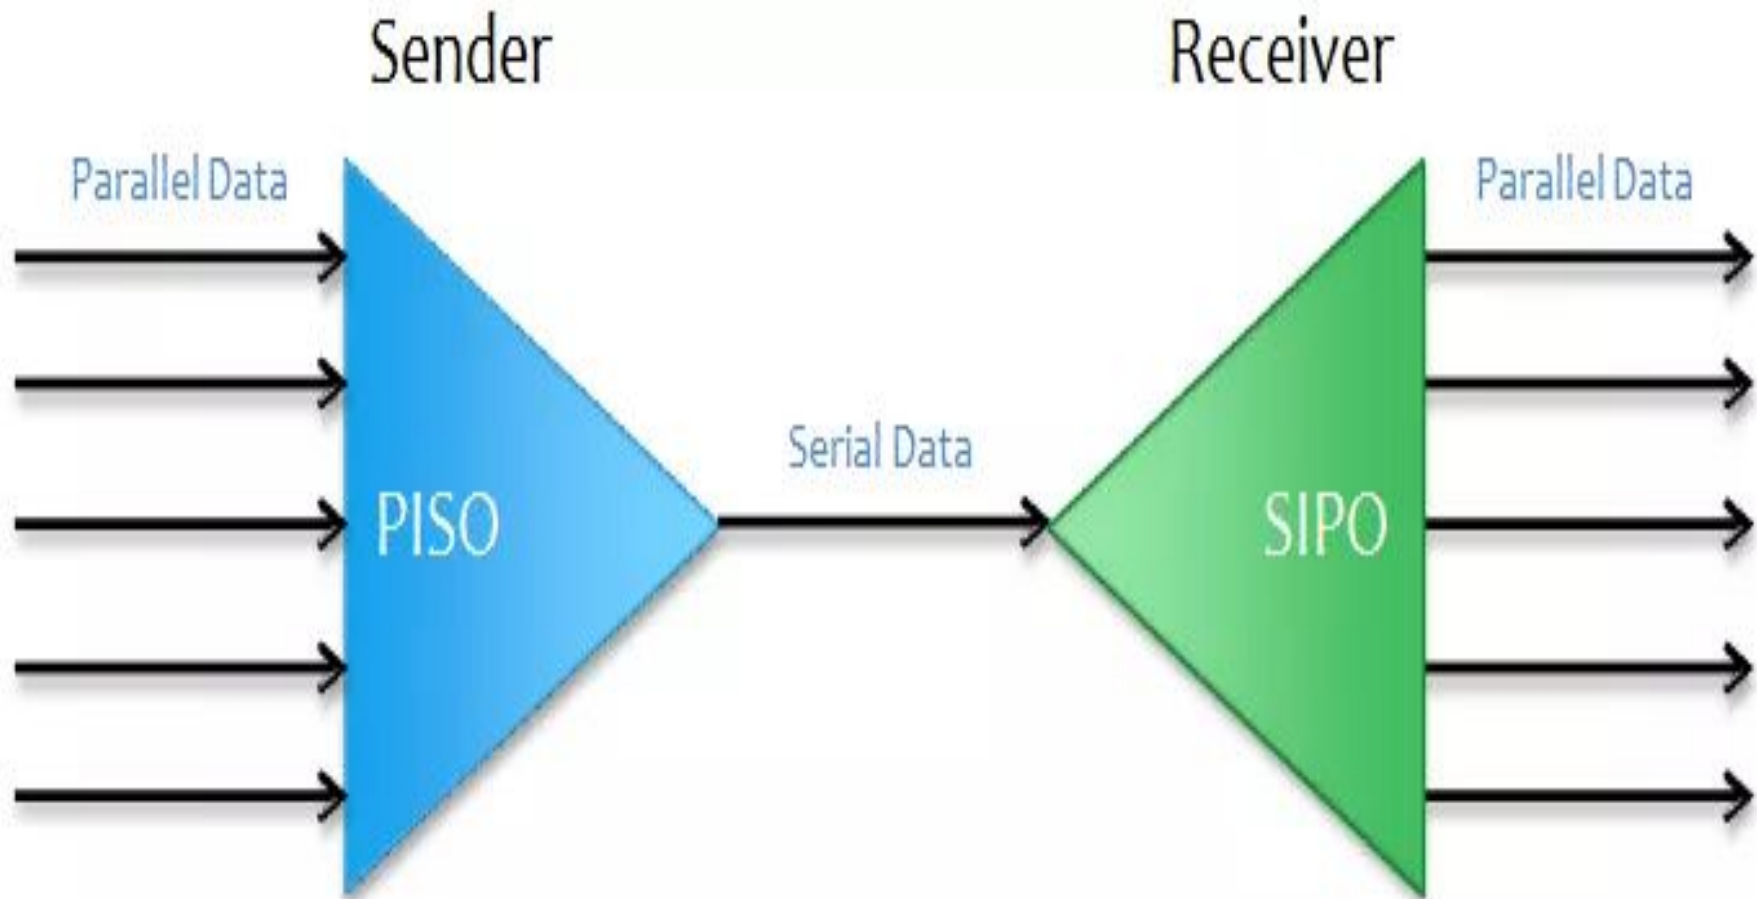 Sender
Receiver
Parallel Data
Parallel Data
Serial Data
PISO
SIPO